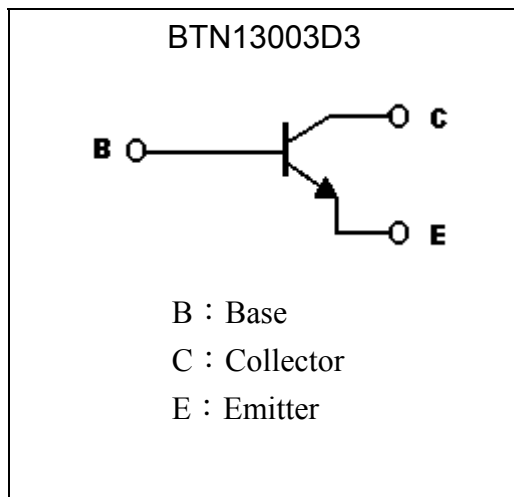 BTN13003D3
C
B
E
B：Base
C：Collector
E：Emitter